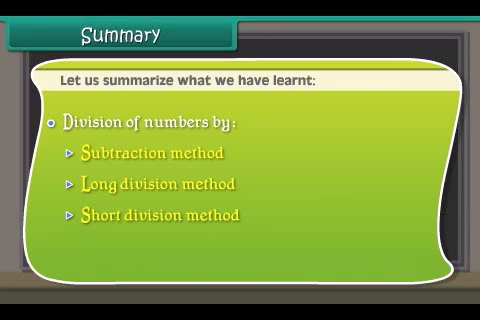 Summary
Let us summarize what we have learnt:
Division of numbers by:
Subtraction method
Long division method
Short division method